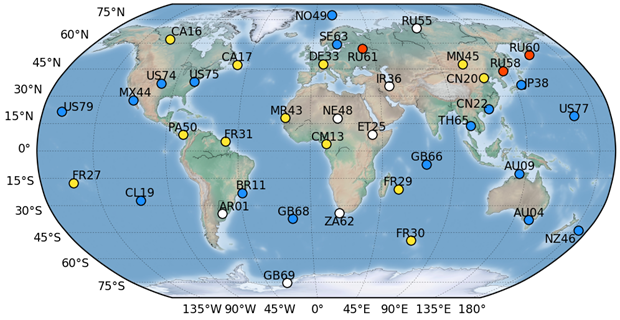 75°N
60°N
45°N
30°N
15°N
0°
15°S
30°S
45°S
60°S
75°S
NO49
RU55
CA16
SE63
RU60
CA17
DE33
RU61
MN45
RU58
US74
US75
IR36
CN20
JP38
MX44
US79
MR43
NE48
CN22
US77
PA50
FR31
CM13
ET25
TH65
GB66
AU09
FR27
CL19
BR11
FR29
AR01
GB68
ZA62
AU04
FR30
NZ46
GB69
135°W 90°W 45°W 0° 45°E 90°E 135°E 180°